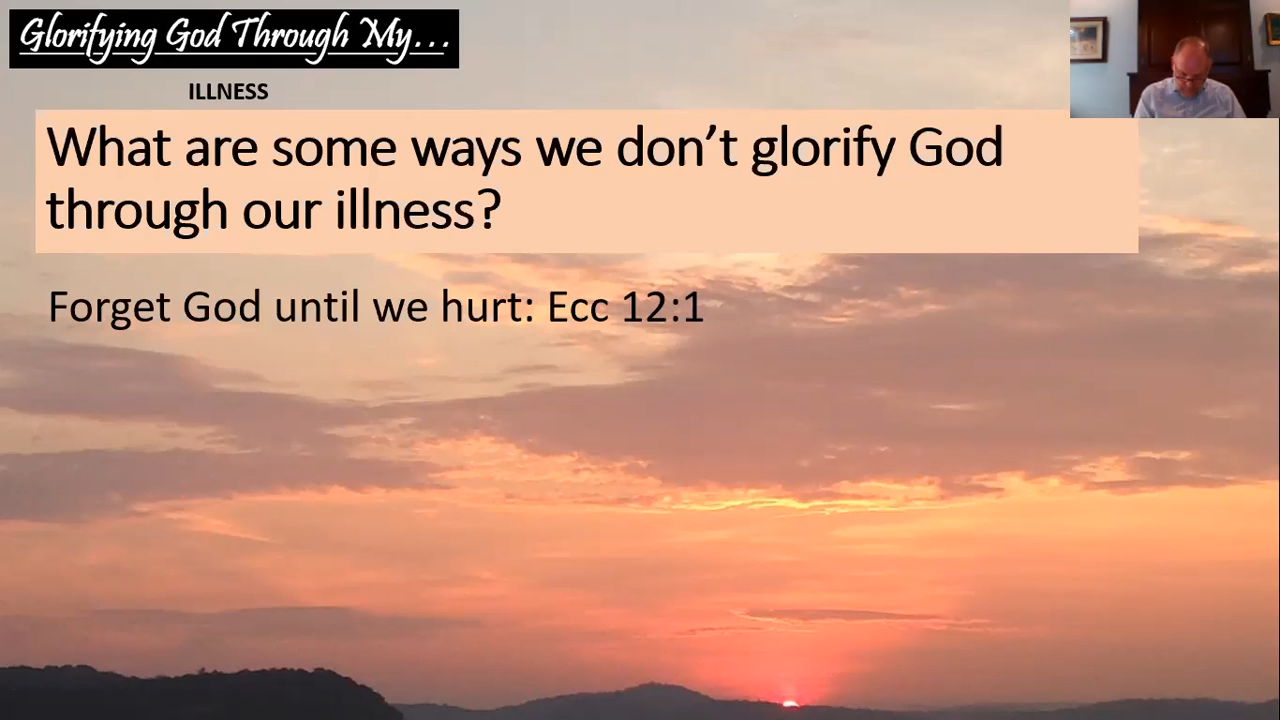 Glorifying God Through My...
ILLNESS
What are some ways we don’t glorify God
through our illness?
Forget God until we hurt: Ecc 12:1